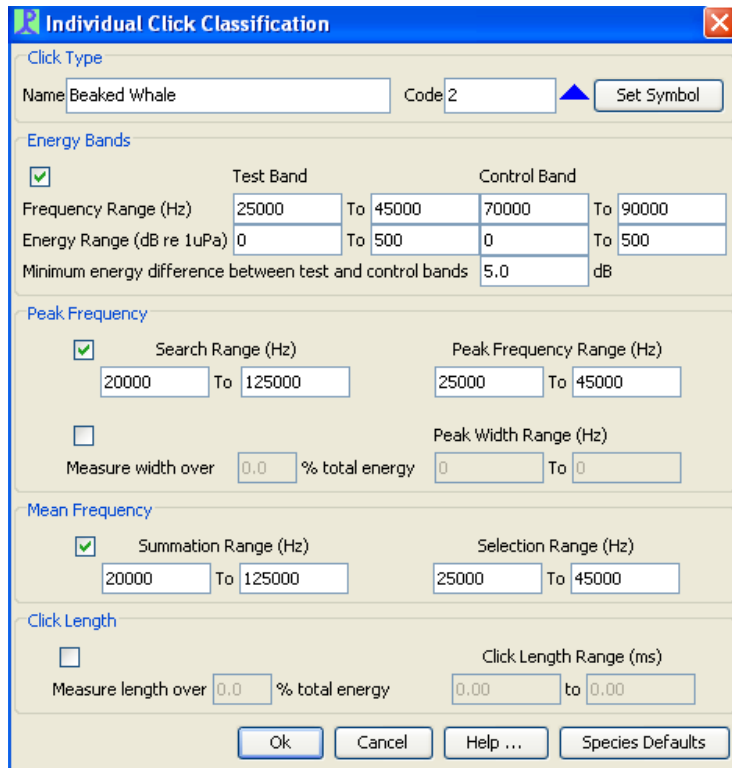 Individual Click Classification
Click Type
Name Beaked Whale Code 2 Set Symbol
Energy Bands
Test Band Control Band
Frequency Range (Hz) 25000 To 45000 70000 To 90000
Energy Range (dB re 1uPa) 0 To 500 0 To 500
Minimum energy difference between test and control bands 5.0 dB
Peak Frequency
Search Range (Hz) Peak Frequency Range (Hz)
20000 To 125000 25000 To 45000
Peak Width Range (Hz)
Measure width over 0.0 % total energy 0 To 0
Mean Frequency
Summation Range (Hz) Selection Range (Hz)
20000 To 125000 25000 To 45000
Click Length
Click Length Range (ms)
Measure length over 0.0 % total energy 0.00 to 0.00
Ok Cancel Help ... Species Defaults